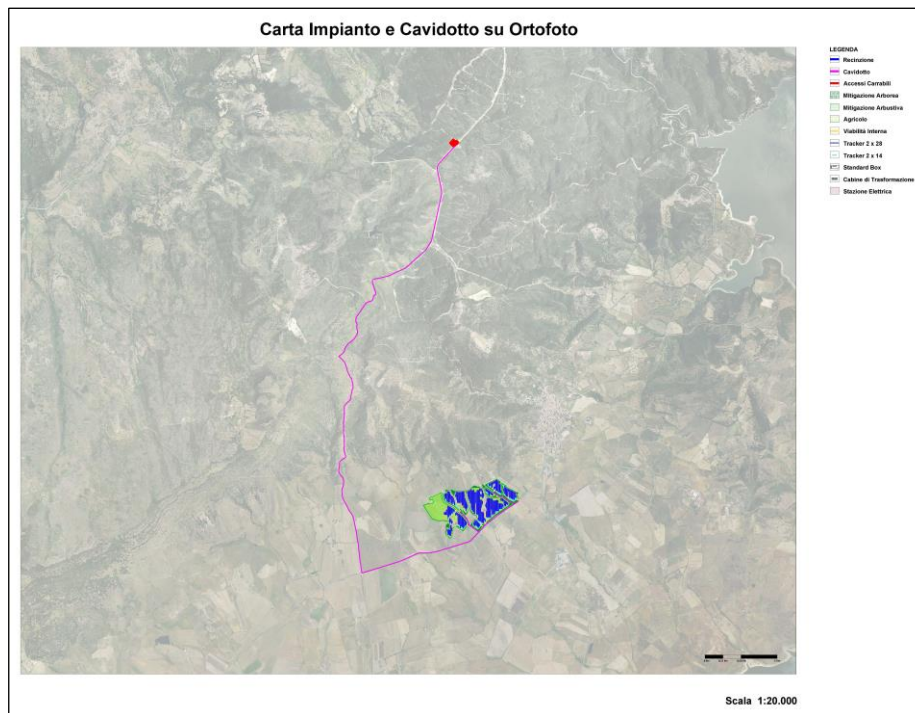 Carta Impianto e Cavidotto su Ortofoto
LEGENDA
Recinzione
Cavidotto
Accessi Carrabili
Mitigazione Arborea
Mitigazione Arbustiva
Agricolo
Viabilità Interna
Tracker 2 x 28
Tracker 2 x 14
Standard Box
Cabine di Trasformazione
Stazione Elettrica
Scala 1:20.000